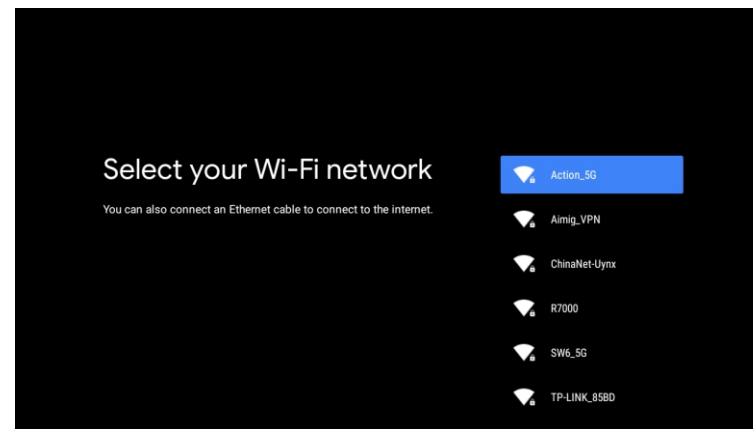 Select your Wi-Fi network
You can also connect an Ethernet cable to connect to the internet.
Action_5G
Aimig_VPN
ChinaNet-Uynx
R7000
SW6_5G
TP-LINK_85BD